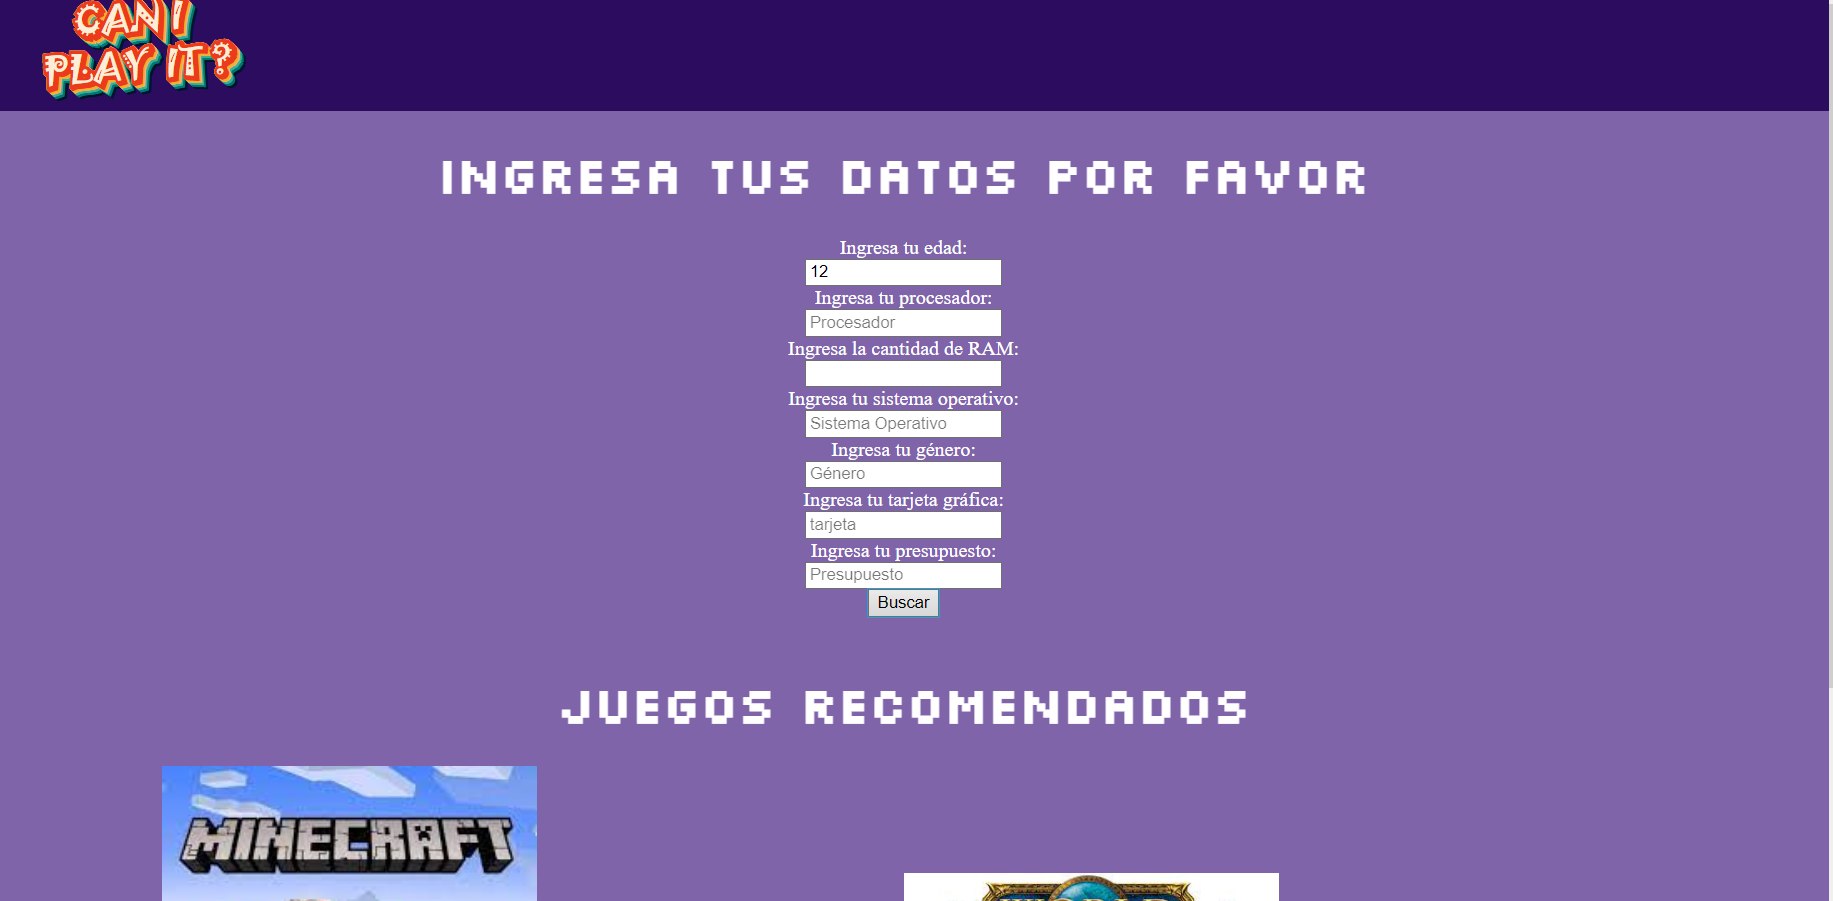 CAN I
PLAY IT?
INGRESA TUS DATOS POR FAVOR
Ingresa tu edad:
12
Ingresa tu procesador:
Procesador
Ingresa la cantidad de RAM:
Ingresa tu sistema operativo:
Sistema Operativo
Ingresa tu género:
Género
Ingresa tu tarjeta gráfica:
tarjeta
Ingresa tu presupuesto:
Presupuesto
Buscar
JUEGOS RECOMENDADOS
MINECRAFT
WORLD